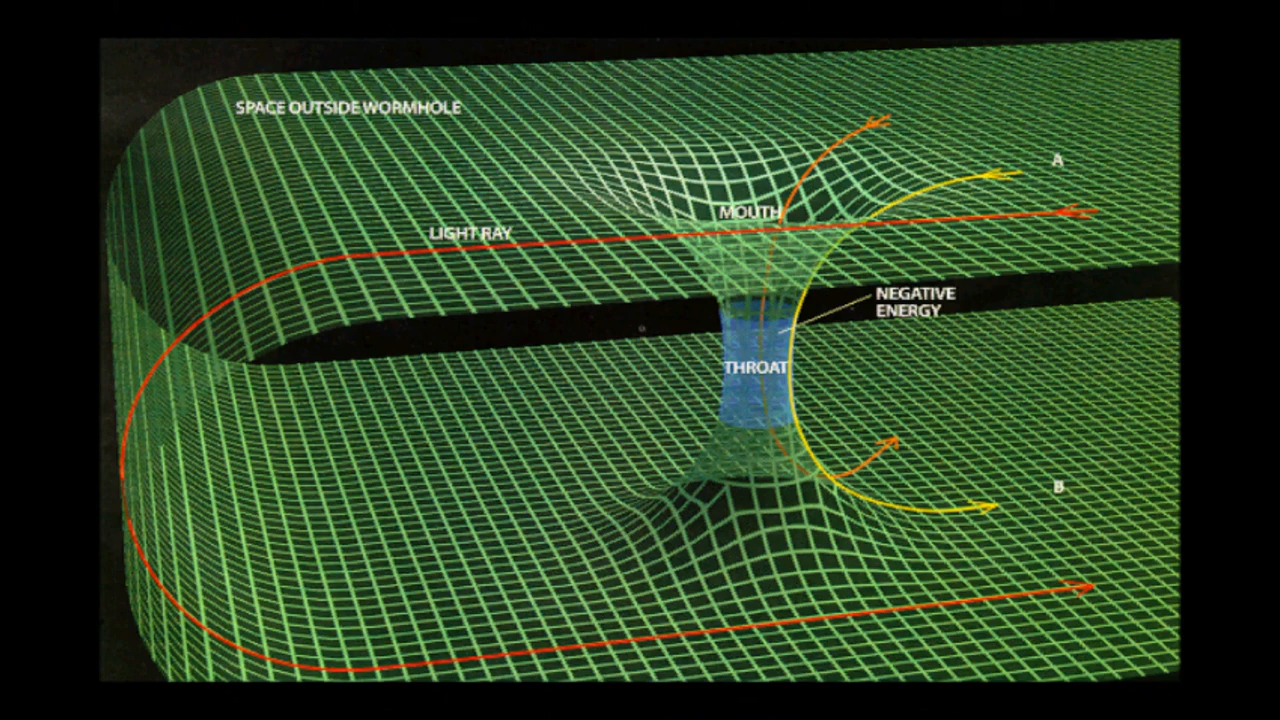 SPACE OUTSIDE WORMHOLE
A
MOUTH
LIGHT RAY
NEGATIVE
ENERGY
THROAT
B